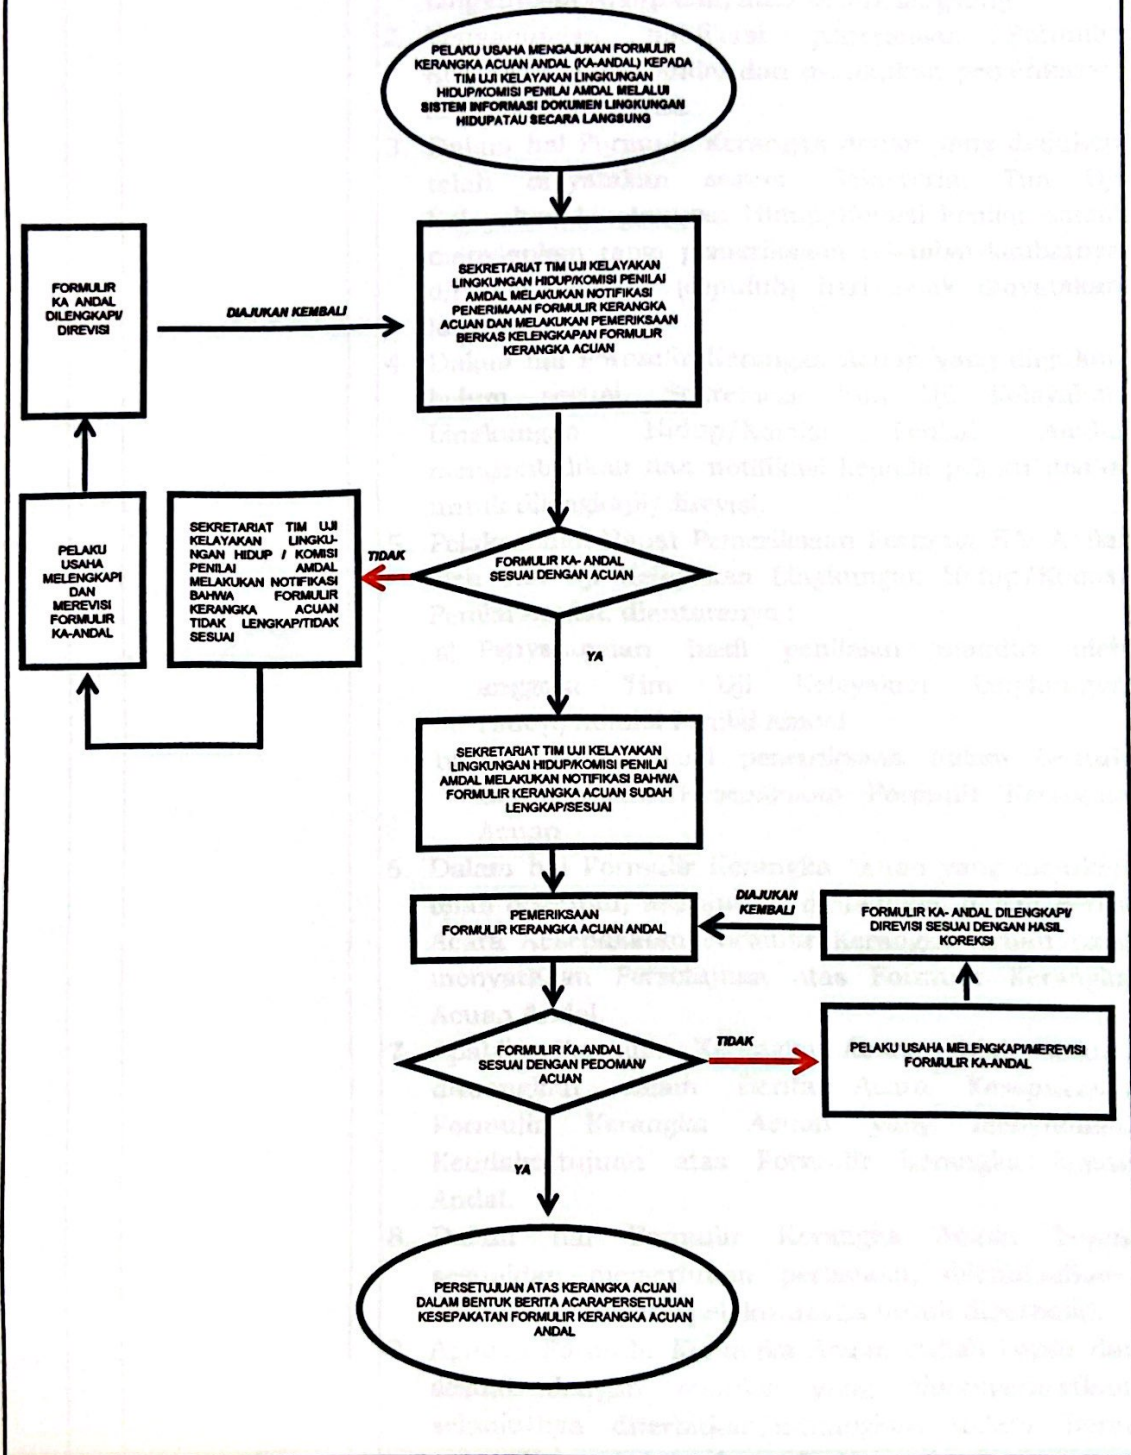 PELAKU USAHA MENGAJUKAN FORMULIR
KERANGKA ACUAN ANDAL (KA-ANDAL) KEPADA
TIM UJI KELAYAKAN LINGKUNGAN
HIDUP/KOMISI PENILAI AMDAL MELALUI
SISTEM INFORMASI DOKUMEN LINGKUNGAN
HIDUPATAU SECARA LANGSUNG
SEKRETARIAT TIM UJI KELAYAKAN
LINGKUNGAN HIDUP/KOMISI PENILAI
AMDAL MELAKUKAN NOTIFIKASI
PENERIMAAN FORMULIR KERANGKA
ACUAN DAN MELAKUKAN PEMERIKSAAN
BERKAS KELENGKAPAN FORMULIR
KERANGKA ACUAN
FORMULIR
KA ANDAL
DILENGKAPI/
DIREVISI
DIAJUKAN KEMBALI
PELAKU
USAHA
MELENGKAPI
DAN
MEREVISI
FORMULIR
KA-ANDAL
SEKRETARIAT TIM UJI
KELAYAKAN LINGKU-
NGAN HIDUP / KOMISI
PENILAI AMDAL
MELAKUKAN NOTIFIKASI
BAHWA FORMULIR
KERANGKA ACUAN
TIDAK LENGKAP/TIDAK
SESUAI
TIDAK
FORMULIR KA- ANDAL
SESUAI DENGAN ACUAN
YA
SEKRETARIAT TIM UJI KELAYAKAN
LINGKUNGAN HIDUP/KOMISI PENILAI
AMDAL MELAKUKAN NOTIFIKASI BAHWA
FORMULIR KERANGKA ACUAN SUDAH
LENGKAP/SESUAI
PEMERIKSAAN
FORMULIR KERANGKA ACUAN ANDAL
DIAJUKAN
KEMBALI
FORMULIR KA- ANDAL DILENGKAPI/
DIREVISI SESUAI DENGAN HASIL
KOREKSI
FORMULIR KA-ANDAL
SESUAI DENGAN PEDOMAN/
ACUAN
TIDAK
PELAKU USAHA MELENGKAPI/MEREVISI
FORMULIR KA-ANDAL
YA
PERSETUJUAN ATAS KERANGKA ACUAN
DALAM BENTUK BERITA ACARAPERSETUJUAN
KESEPAKATAN FORMULIR KERANGKA ACUAN
ANDAL